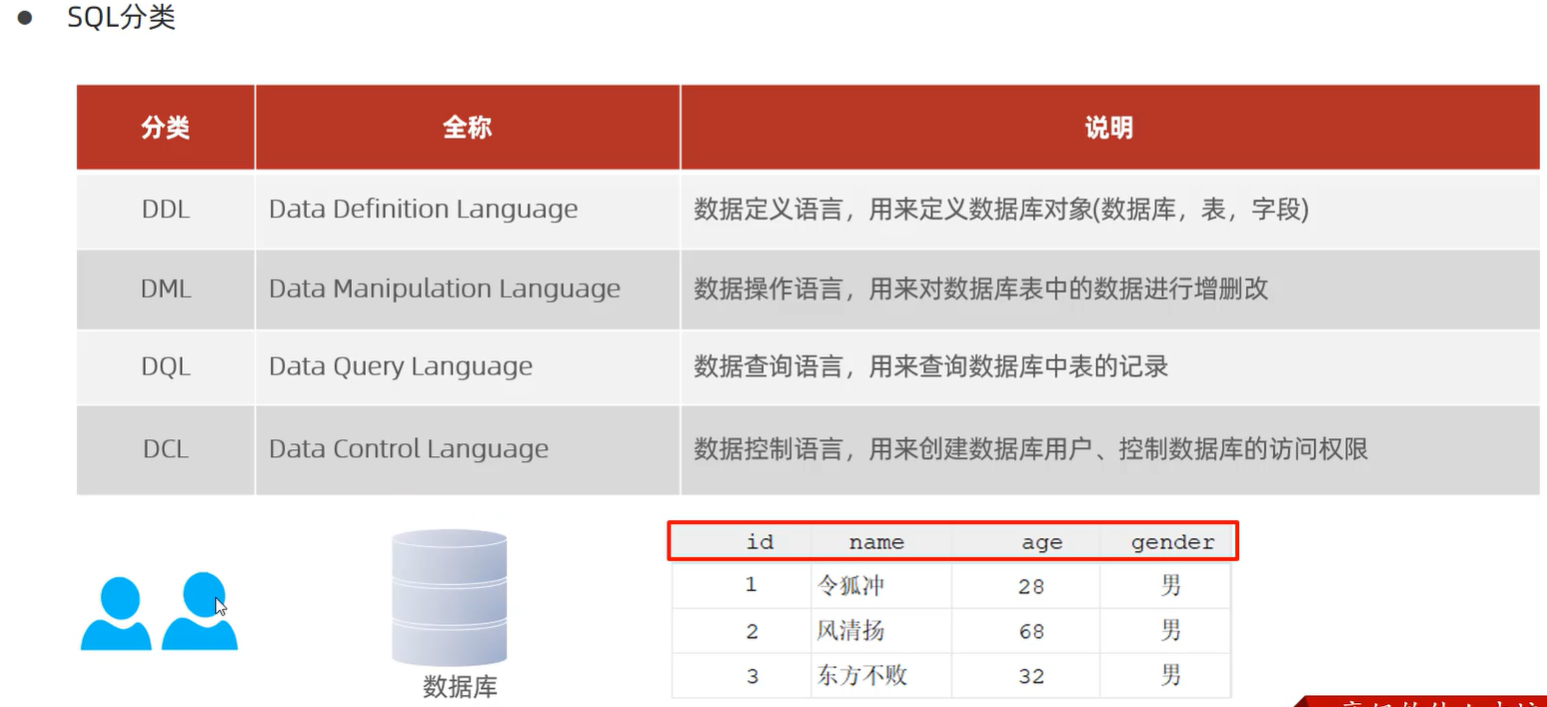 SQL分类
分类 全称 说明
DDL Data Definition Language 数据定义语言，用来定义数据库对象(数据库，表，字段)
DML Data Manipulation Language 数据操作语言，用来对数据库表中的数据进行增删改
DQL Data Query Language 数据查询语言，用来查询数据库中表的记录
DCL Data Control Language 数据控制语言，用来创建数据库用户、控制数据库的访问权限
id name age gender
1 令狐冲 28 男
2 风清扬 68 男
3 东方不败 32 男
数据库